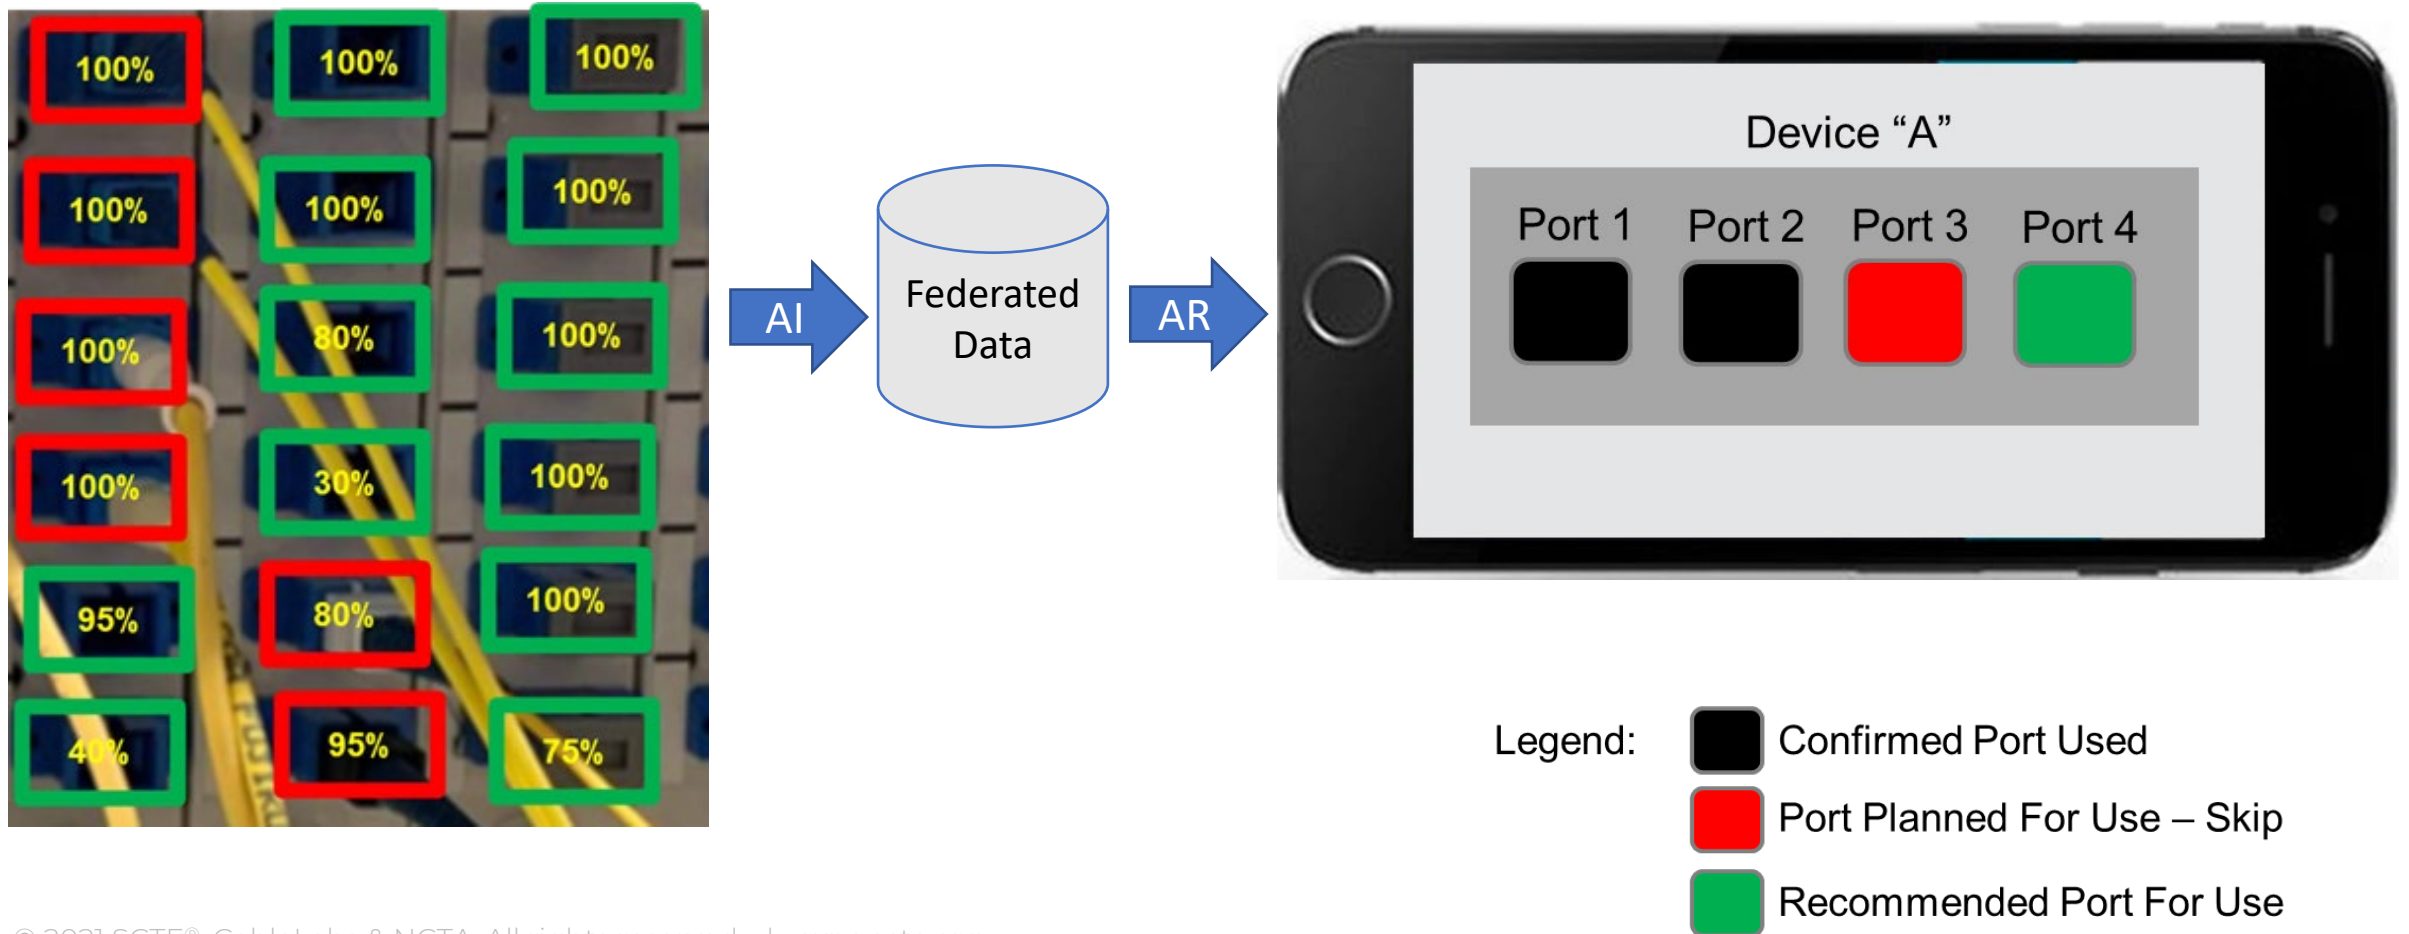 100%
100%
100%
100%
100%
100%
100%
80%
100%
100%
30%
100%
95%
80%
100%
40%
95%
75%
AI
Federated
Data
AR
Device “A”
Port 1
Port 2
Port 3
Port 4
Legend:
Confirmed Port Used
Port Planned For Use – Skip
Recommended Port For Use